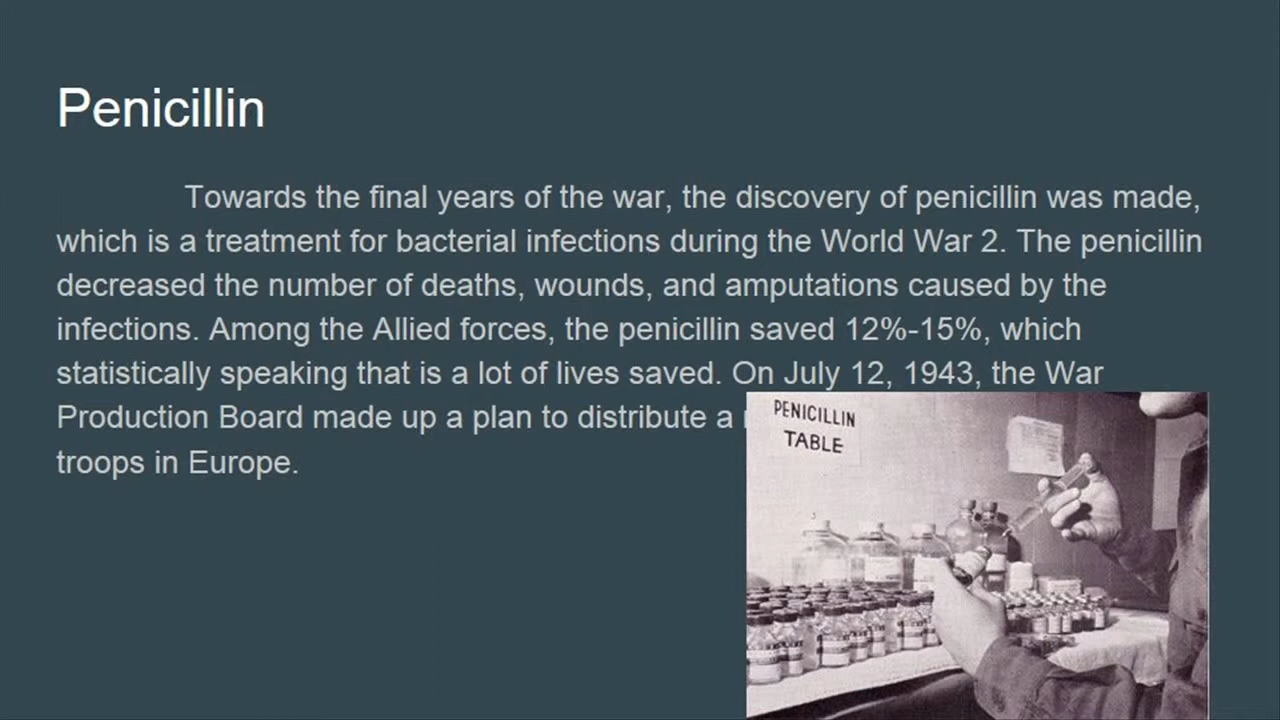 Penicillin
Towards the final years of the war, the discovery of penicillin was made,
which is a treatment for bacterial infections during the World War 2. The penicillin
decreased the number of deaths, wounds, and amputations caused by the
infections. Among the Allied forces, the penicillin saved 12%-15%, which
statistically speaking that is a lot of lives saved. On July 12, 1943, the War
Production Board made up a plan to distribute a
troops in Europe.
PENICILLIN
TABLE